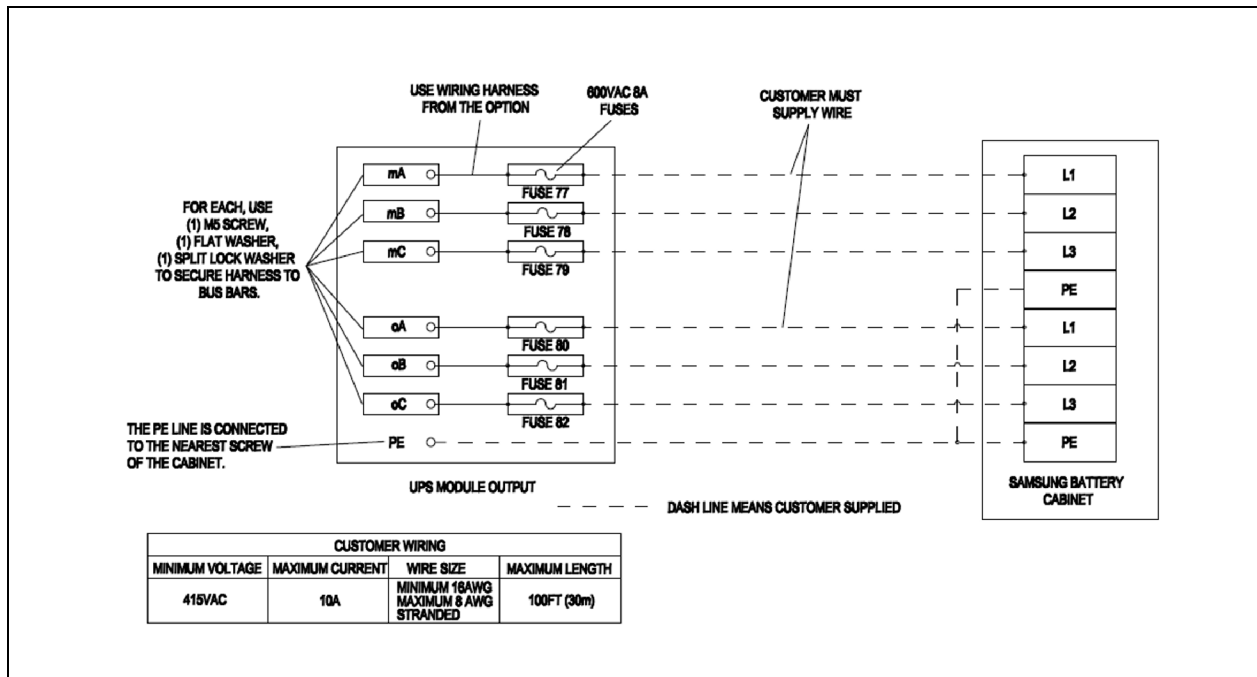 USE WIRING HARNESS
FROM THE OPTION
600VAC 8A
FUSES
CUSTOMER MUST
SUPPLY WIRE
FOR EACH, USE
(1) M5 SCREW,
(1) FLAT WASHER,
(1) SPLIT LOCK WASHER
TO SECURE HARNESS TO
BUS BARS.
mA
FUSE 77
mB
FUSE 78
mC
FUSE 79
oA
FUSE 80
oB
FUSE 81
oC
FUSE 82
PE
THE PE LINE IS CONNECTED
TO THE NEAREST SCREW
OF THE CABINET.
UPS MODULE OUTPUT
L1
L2
L3
PE
L1
L2
L3
PE
SAMSUNG BATTERY
CABINET
DASH LINE MEANS CUSTOMER SUPPLIED
CUSTOMER WIRING
MINIMUM VOLTAGE MAXIMUM CURRENT WIRE SIZE MAXIMUM LENGTH
415VAC 10A MINIMUM 16AWG
MAXIMUM 8 AWG
STRANDED
100FT (30m)